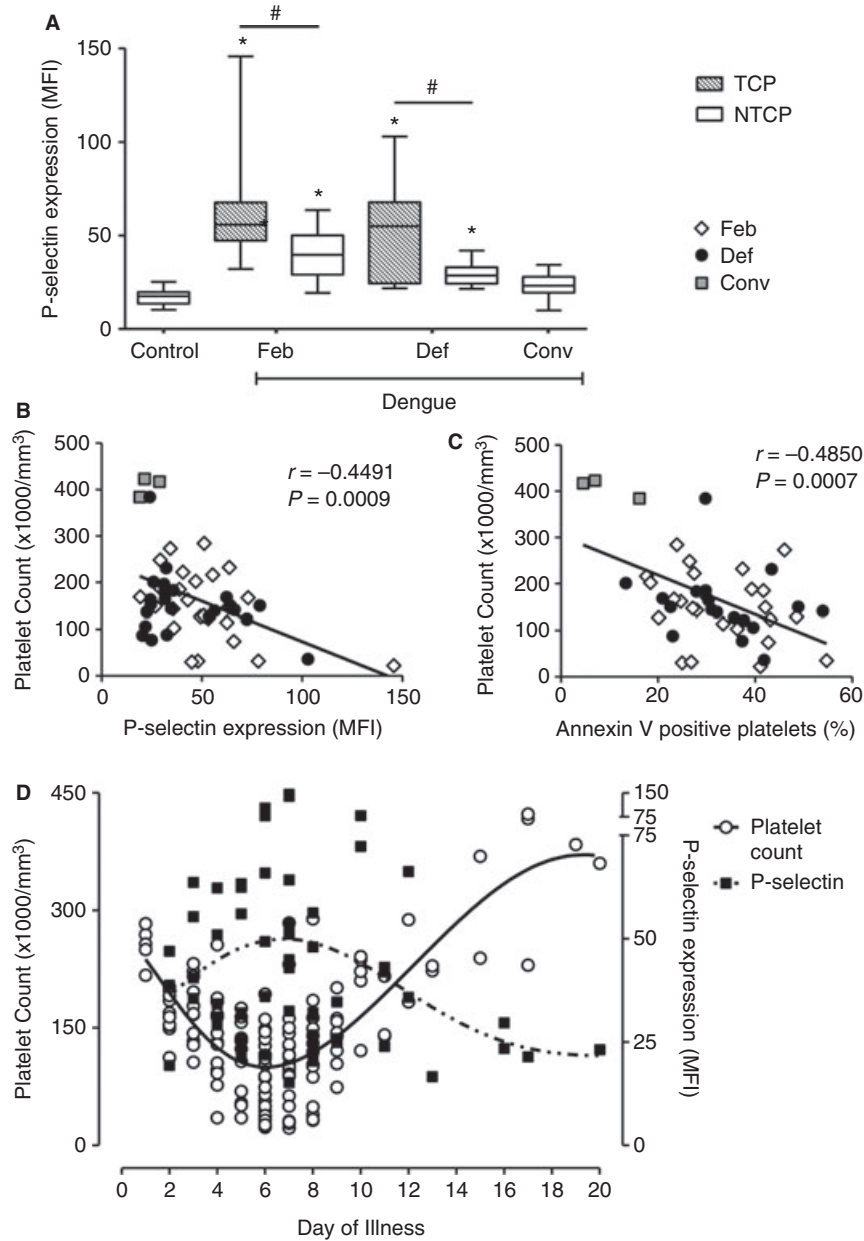 A
P-selectin expression (MFI)
150
100
50
0
#
*
*
*
#
*
*
Control
Feb
Def
Conv
Dengue
TCP
NTCP
Feb
Def
Conv
B
Platelet Count (x1000/mm³)
500
400
300
200
100
0
r = –0.4491
P = 0.0009
0
50
100
150
P-selectin expression (MFI)
C
Platelet Count (x1000/mm³)
500
400
300
200
100
0
r = –0.4850
P = 0.0007
0
20
40
60
Annexin V positive platelets (%)
D
Platelet Count (x1000/mm³)
450
300
150
0
150
75
75
50
25
0
P-selectin expression
(MFI)
Platelet
count
P-selectin
0
2
4
6
8
10
12
14
16
18
20
Day of Illness